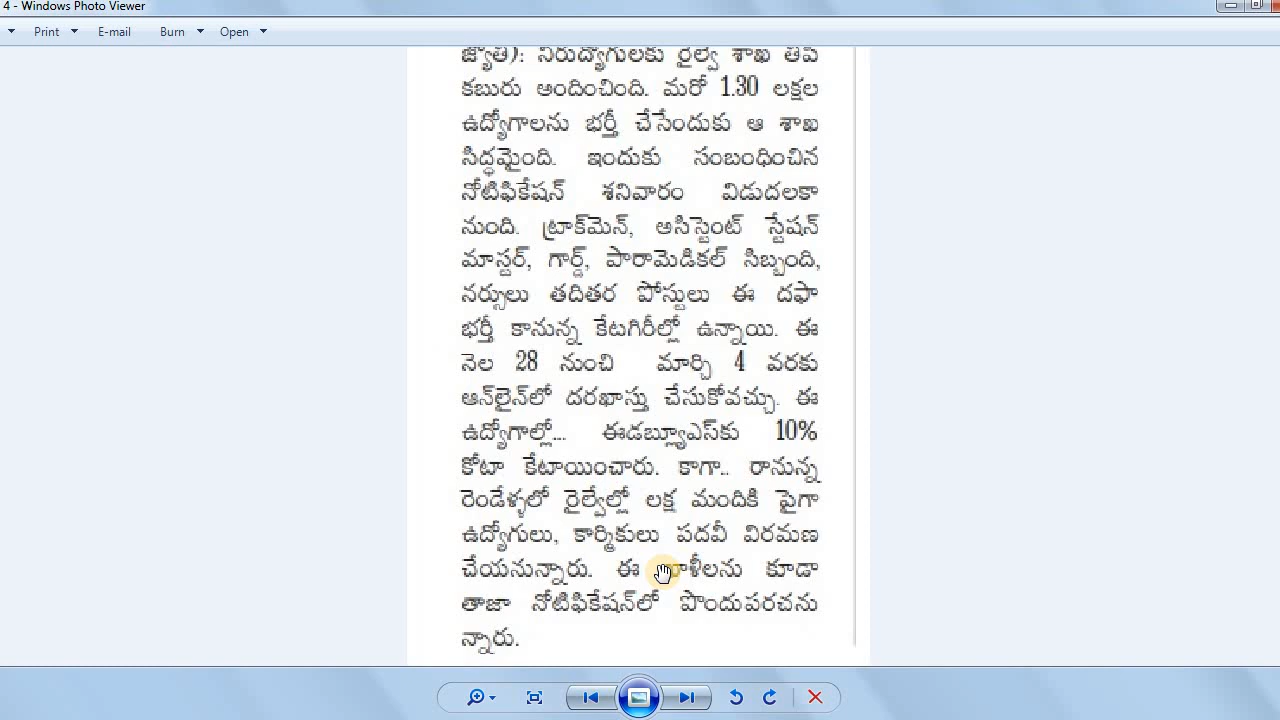 4 - Windows Photo Viewer
Print E-mail Burn Open
జ్యోతి): నిరుద్యోగులకు రైల్వే శాఖ తీపి
కబురు అందించింది. మరో 1.30 లక్షల
ఉద్యోగాలను భర్తీ చేసేందుకు ఆ శాఖ
సిద్ధమైంది. ఇందుకు సంబంధించిన
నోటిఫికేషన్ శనివారం విడుదలకా
నుంది. ట్రాక్‌మెన్, అసిస్టెంట్ స్టేషన్
మాస్టర్, గార్డ్, పారామెడికల్ సిబ్బంది,
నర్సులు తదితర పోస్టులు ఈ దఫా
భర్తీ కానున్న కేటగిరీల్లో ఉన్నాయి. ఈ
నెల 28 నుంచి మార్చి 4 వరకు
ఆన్‌లైన్‌లో దరఖాస్తు చేసుకోవచ్చు. ఈ
ఉద్యోగాల్లో... ఈడబ్ల్యూఎస్‌కు 10%
కోటా కేటాయించారు. కాగా.. రానున్న
రెండేళ్ళలో రైల్వేల్లో లక్ష మందికి పైగా
ఉద్యోగులు, కార్మికులు పదవీ విరమణ
చేయనున్నారు. ఈ ఖాళీలను కూడా
తాజా నోటిఫికేషన్‌లో పొందుపరచను
న్నారు.